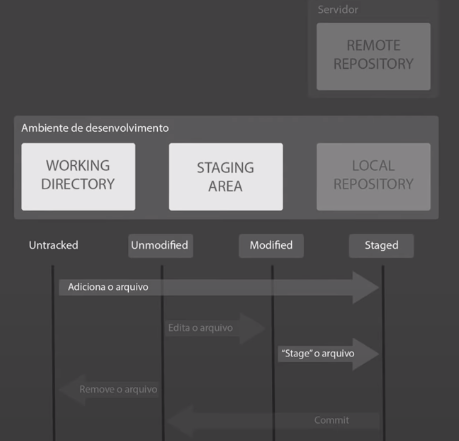 Servidor
REMOTE
REPOSITORY
Ambiente de desenvolvimento
WORKING
DIRECTORY
STAGING
AREA
LOCAL
REPOSITORY
Untracked
Unmodified
Modified
Staged
Adiciona o arquivo
Edita o arquivo
"Stage" o arquivo
Remove o arquivo
Commit